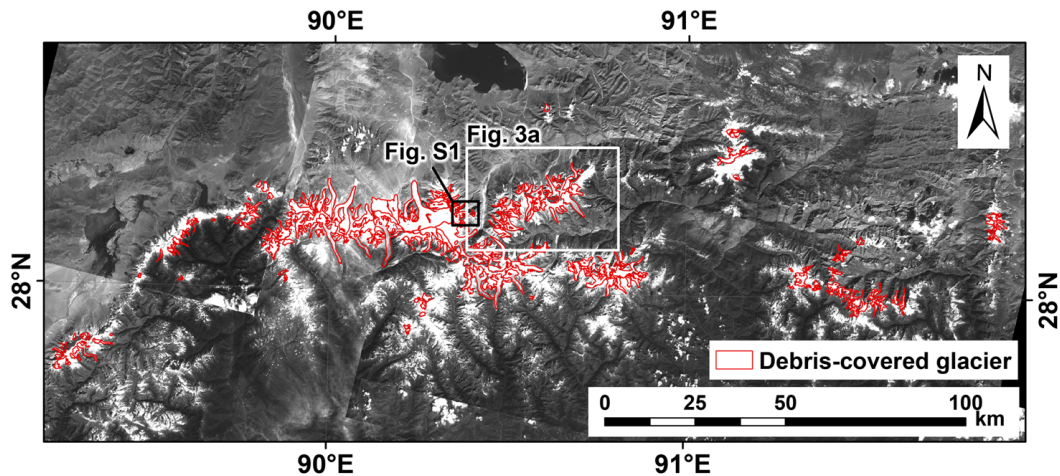 90°E 91°E
N
Fig. 3a
Fig. S1
28°N
28°N
Debris-covered glacier
0 25 50 100
km
90°E 91°E